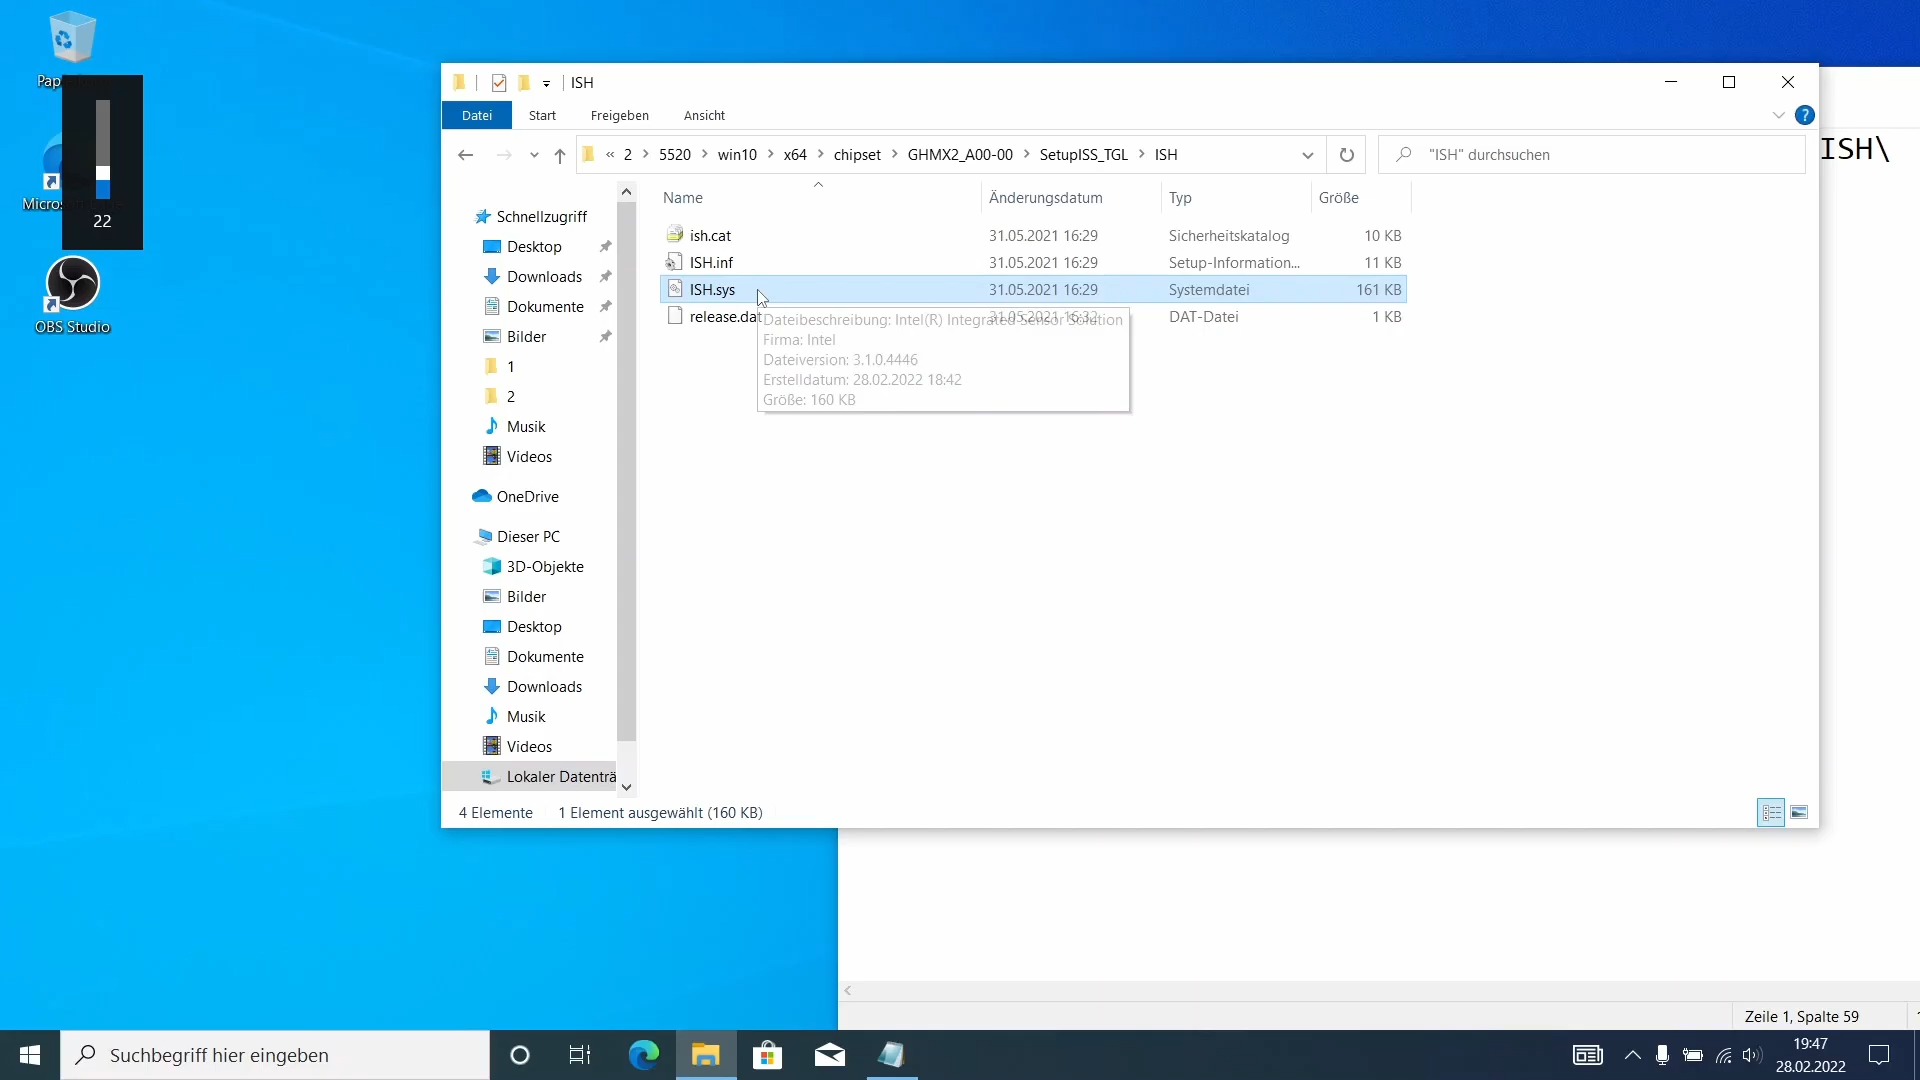 22
OBS Studio
ISH
Datei
Start
Freigeben
Ansicht
?
« 2 > 5520 > win10 > x64 > chipset > GHMX2_A00-00 > SetupISS_TGL > ISH
"ISH" durchsuchen
ISH\
Name
Änderungsdatum
Typ
Größe
ish.cat 31.05.2021 16:29 Sicherheitskatalog 10 KB
ISH.inf 31.05.2021 16:29 Setup-Information... 11 KB
ISH.sys 31.05.2021 16:29 Systemdatei 161 KB
release.dat 31.05.2021 16:32 DAT-Datei 1 KB
Dateibeschreibung: Intel(R) Integrated Sensor Solution
Firma: Intel
Dateiversion: 3.1.0.4446
Erstelldatum: 28.02.2022 18:42
Größe: 160 KB
Schnellzugriff
Desktop
Downloads
Dokumente
Bilder
1
2
Musik
Videos
OneDrive
Dieser PC
3D-Objekte
Bilder
Desktop
Dokumente
Downloads
Musik
Videos
Lokaler Datenträ
4 Elemente
1 Element ausgewählt (160 KB)
Zeile 1, Spalte 59
Suchbegriff hier eingeben
19:47
28.02.2022